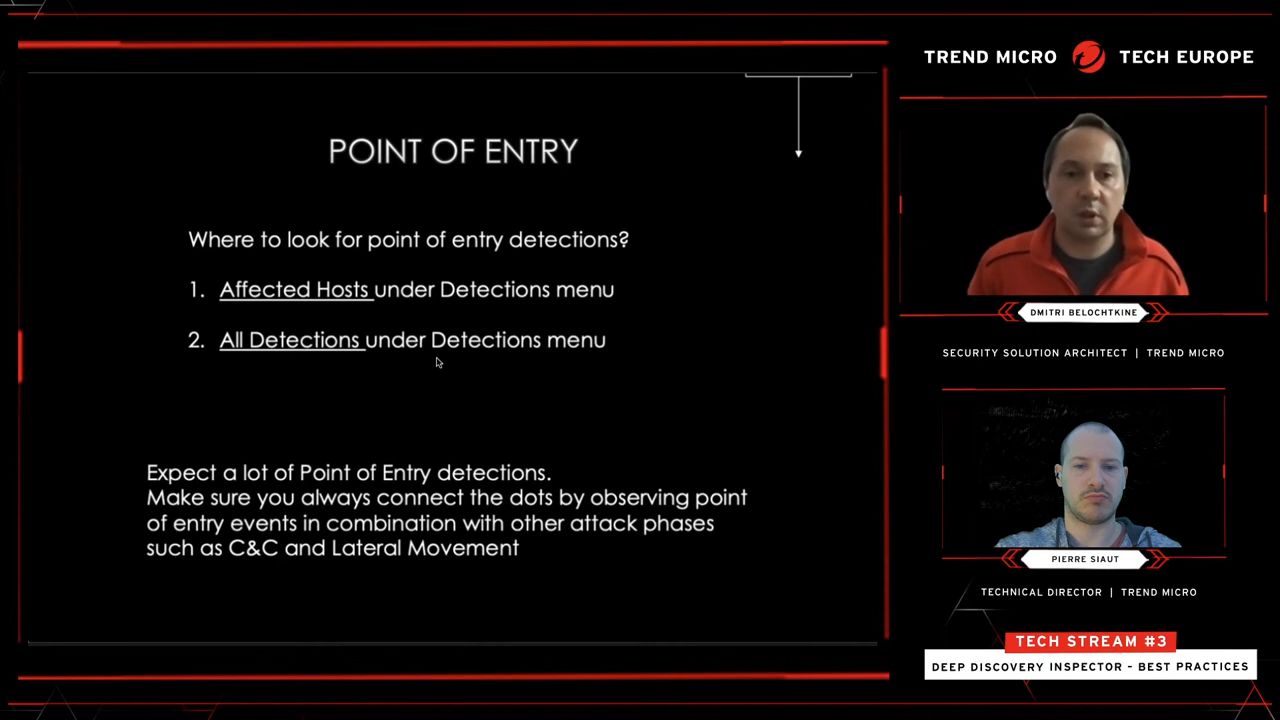 TREND MICRO TECH EUROPE
POINT OF ENTRY
Where to look for point of entry detections?
1. Affected Hosts under Detections menu
2. All Detections under Detections menu
Expect a lot of Point of Entry detections.
Make sure you always connect the dots by observing point
of entry events in combination with other attack phases
such as C&C and Lateral Movement
DMITRI BELOCHTKINE
SECURITY SOLUTION ARCHITECT | TREND MICRO
PIERRE SIAUT
TECHNICAL DIRECTOR | TREND MICRO
TECH STREAM #3
DEEP DISCOVERY INSPECTOR - BEST PRACTICES